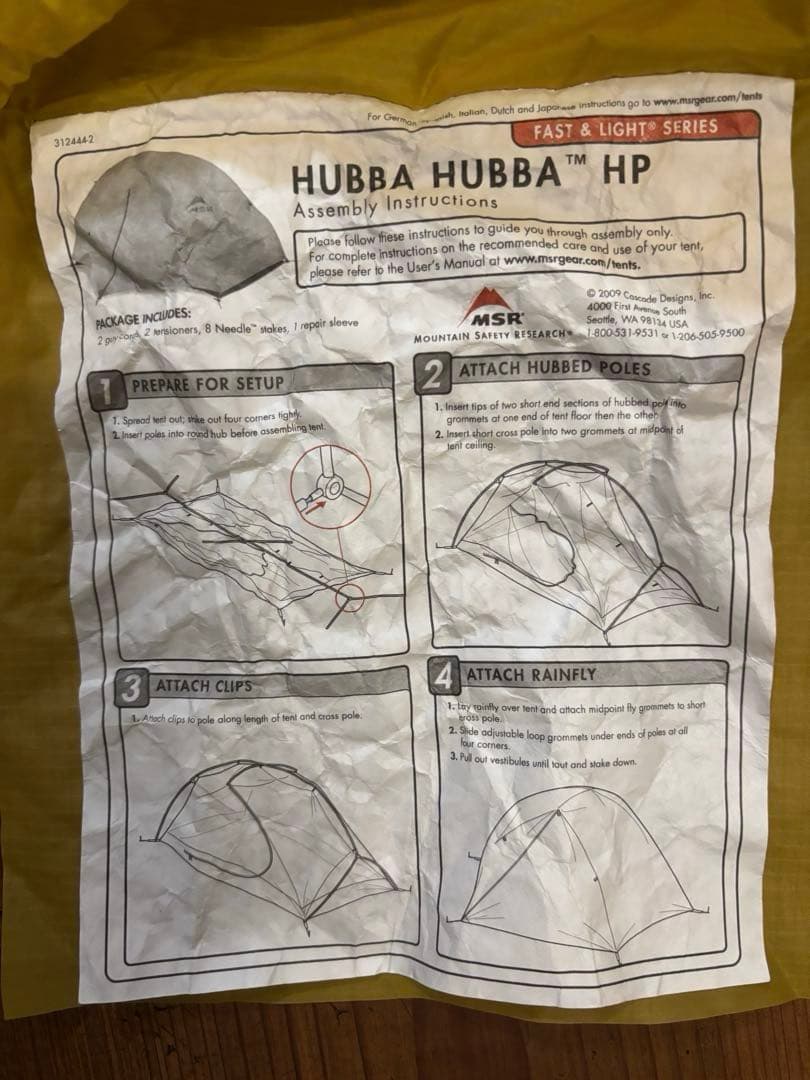 For German, Italian, Dutch and Japanese instructions go to www.msrgear.com/tents
312444-2
FAST & LIGHT® SERIES
HUBBA HUBBA™ HP
Assembly Instructions
Please follow these instructions to guide you through assembly only.
For complete instructions on the recommended care and use of your tent,
please refer to the User's Manual at www.msrgear.com/tents.
MSR
PACKAGE INCLUDES:
2 guy cords, 2 tensioners, 8 Needle™ stakes, 1 repair sleeve
MSR®
MOUNTAIN SAFETY RESEARCH®
© 2009 Cascade Designs, Inc.
4000 First Avenue South
Seattle, WA 98134 USA
1-800-531-9531 or 1-206-505-9500
1 PREPARE FOR SETUP
1. Spread tent out; stake out four corners tightly.
2. Insert poles into round hub before assembling tent.
2 ATTACH HUBBED POLES
1. Insert tips of two short end sections of hubbed pole into
grommets at one end of tent floor then the other.
2. Insert short cross pole into two grommets at midpoint of
tent ceiling.
3 ATTACH CLIPS
1. Attach clips to pole along length of tent and cross pole.
4 ATTACH RAINFLY
1. Lay rainfly over tent and attach midpoint fly grommets to short
cross pole.
2. Slide adjustable loop grommets under ends of poles at all
four corners.
3. Pull out vestibules until taut and stake down.